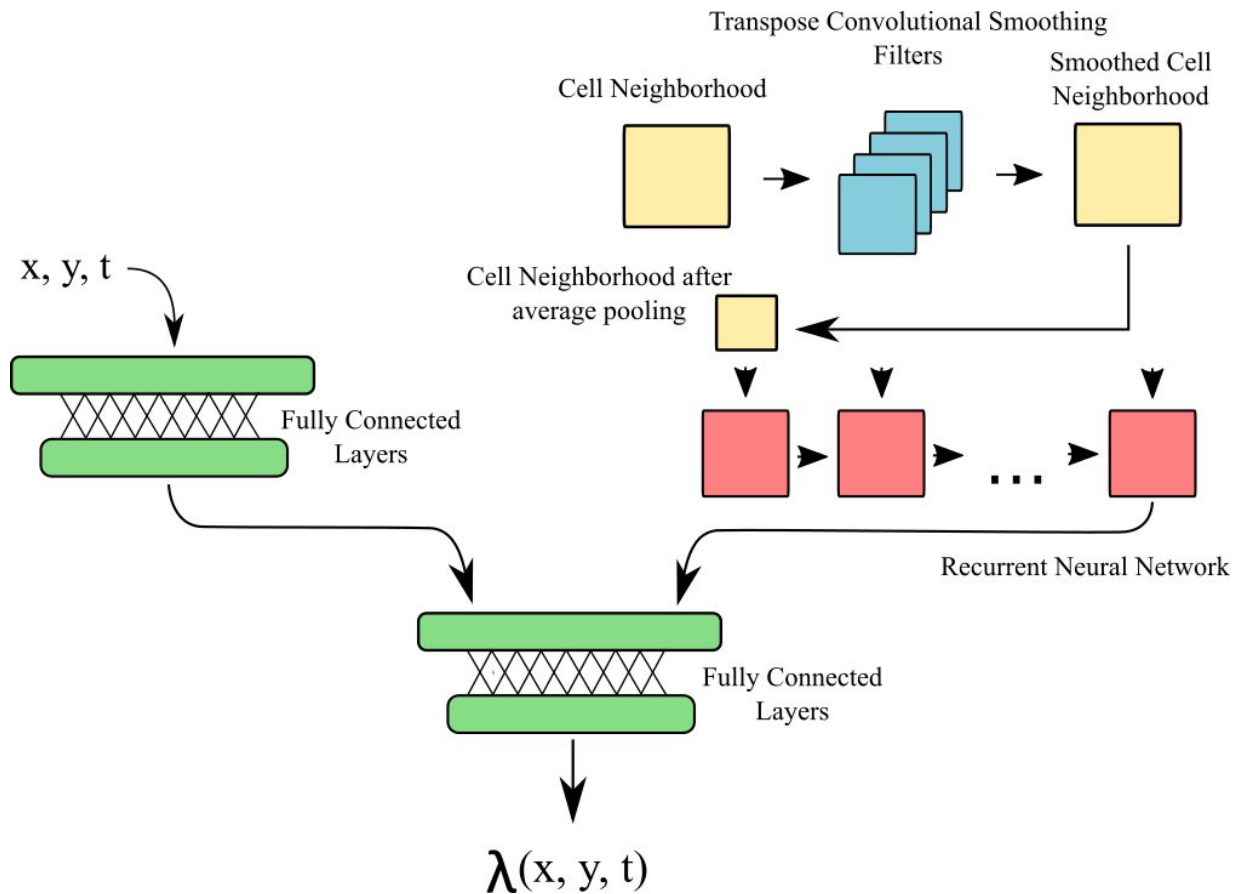 Transpose Convolutional Smoothing
Filters
Cell Neighborhood
Smoothed Cell
Neighborhood
x, y, t
Cell Neighborhood after
average pooling
Fully Connected
Layers
...
Recurrent Neural Network
Fully Connected
Layers
λ(x, y, t)